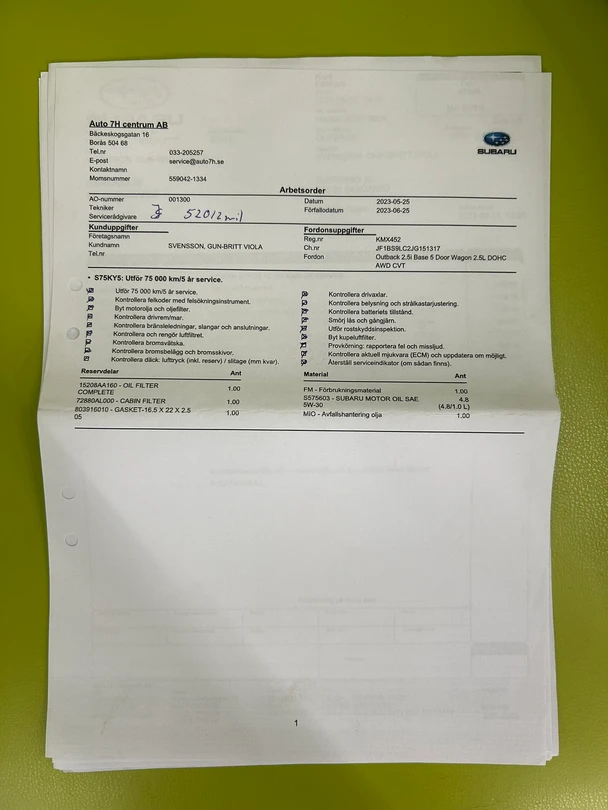 Auto 7H centrum AB
Bäckeskogsgatan 16
Borås 504 68
Tel.nr 033-205257
E-post service@auto7h.se
Kontaktnamn
Momsnummer 559042-1334
SUBARU
Arbetsorder
AO-nummer 001300 Datum 2023-05-25
Tekniker Förfallodatum 2023-06-25
Servicerådgivare 52012 mil
Kunduppgifter Fordonsuppgifter
Företagsnamn Reg.nr KMX452
Kundnamn SVENSSON, GUN-BRITT VIOLA Ch.nr JF1BS9LC2JG151317
Tel.nr Fordon Outback 2.5i Base 5 Door Wagon 2.5L DOHC
AWD CVT
• S75KY5: Utför 75 000 km/5 år service.
Utför 75 000 km/5 år service.
Kontrollera felkoder med felsökningsinstrument.
Byt motorolja och oljefilter.
Kontrollera drivrem/mar.
Kontrollera bränsleledningar, slangar och anslutningar.
Kontrollera och rengör luftfiltret.
Kontrollera bromsvätska.
Kontrollera bromsbelägg och bromsskivor.
Kontrollera däck: lufttryck (inkl. reserv) / slitage (mm kvar).
Kontrollera drivaxlar.
Kontrollera belysning och strålkastarjustering.
Kontrollera batteriets tillstånd.
Smörj lås och gångjärn.
Utför rostskyddsinspektion.
Byt kupeluftfilter.
Provkörning: rapportera fel och missljud.
Kontrollera aktuell mjukvara (ECM) och uppdatera om möjligt.
Återställ serviceindikator (om sådan finns).
Reservdelar Ant
15208AA160 - OIL FILTER 1.00
COMPLETE
72880AL000 - CABIN FILTER 1.00
803916010 - GASKET-16.5 X 22 X 2.5 1.00
05
Material Ant
FM - Förbrukningsmaterial 1.00
S575603 - SUBARU MOTOR OIL SAE 4.8
5W-30 (4.8/1.0 L)
MIO - Avfallshantering olja 1.00
1